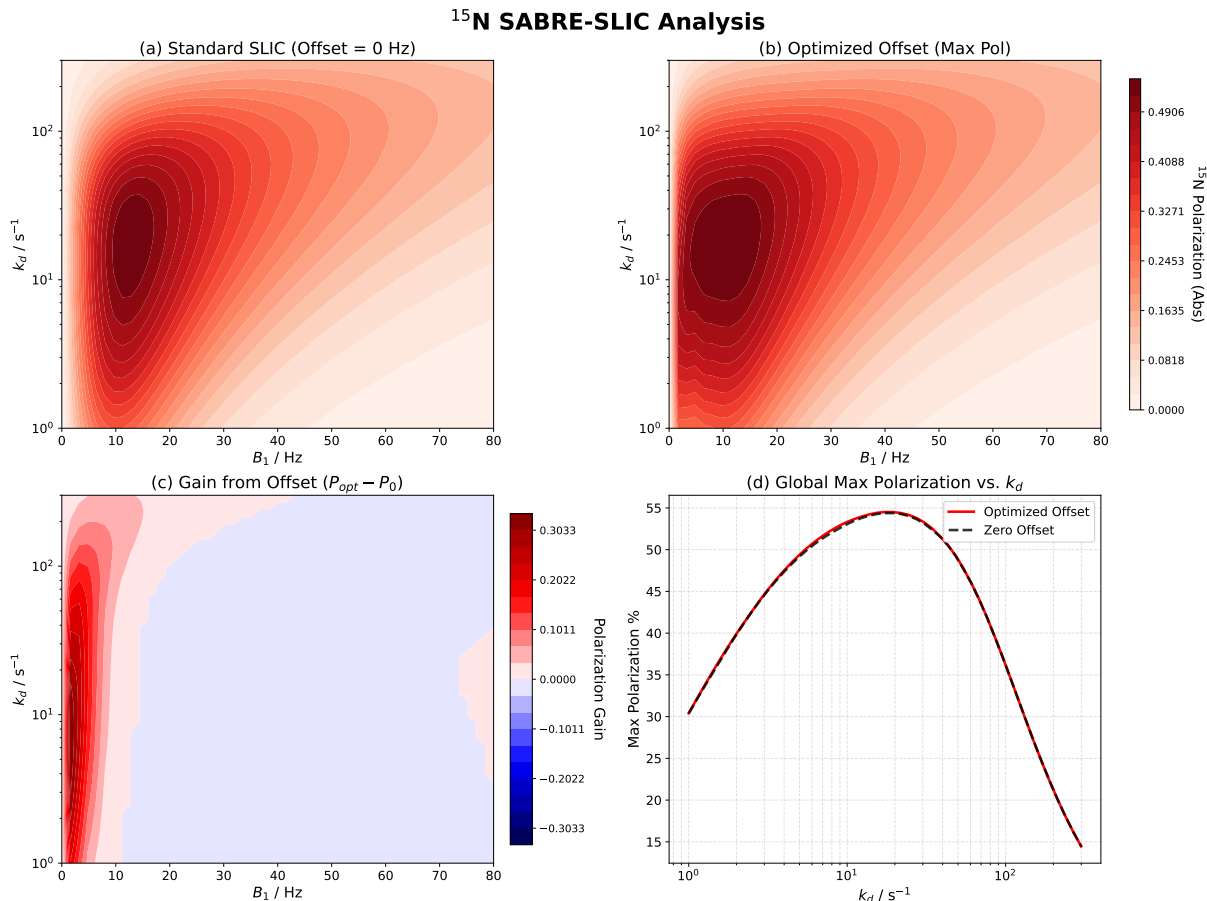 ¹⁵N SABRE-SLIC Analysis
(a) Standard SLIC (Offset = 0 Hz)
10²
10¹
10⁰
k_d / s⁻¹
0 10 20 30 40 50 60 70 80
B₁ / Hz
(b) Optimized Offset (Max Pol)
10²
10¹
10⁰
k_d / s⁻¹
0 10 20 30 40 50 60 70 80
B₁ / Hz
0.4906
0.4088
0.3271
0.2453
0.1635
0.0818
0.0000
¹⁵N Polarization (Abs)
(c) Gain from Offset (P_opt − P₀)
10²
10¹
10⁰
k_d / s⁻¹
0 10 20 30 40 50 60 70 80
B₁ / Hz
0.3033
0.2022
0.1011
0.0000
−0.1011
−0.2022
−0.3033
Polarization Gain
(d) Global Max Polarization vs. k_d
Optimized Offset
Zero Offset
55
50
45
40
35
30
25
20
15
Max Polarization %
10⁰ 10¹ 10²
k_d / s⁻¹